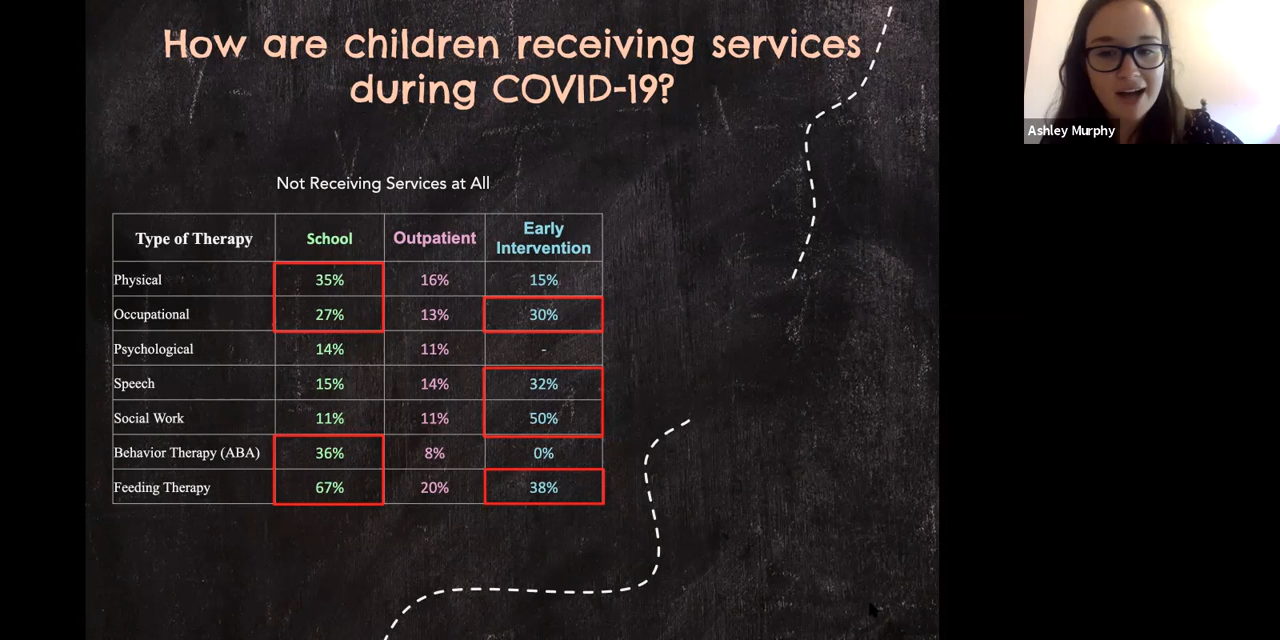 How are children receiving services
during COVID-19?
Ashley Murphy
Not Receiving Services at All
Type of Therapy School Outpatient Early Intervention
Physical 35% 16% 15%
Occupational 27% 13% 30%
Psychological 14% 11% -
Speech 15% 14% 32%
Social Work 11% 11% 50%
Behavior Therapy (ABA) 36% 8% 0%
Feeding Therapy 67% 20% 38%